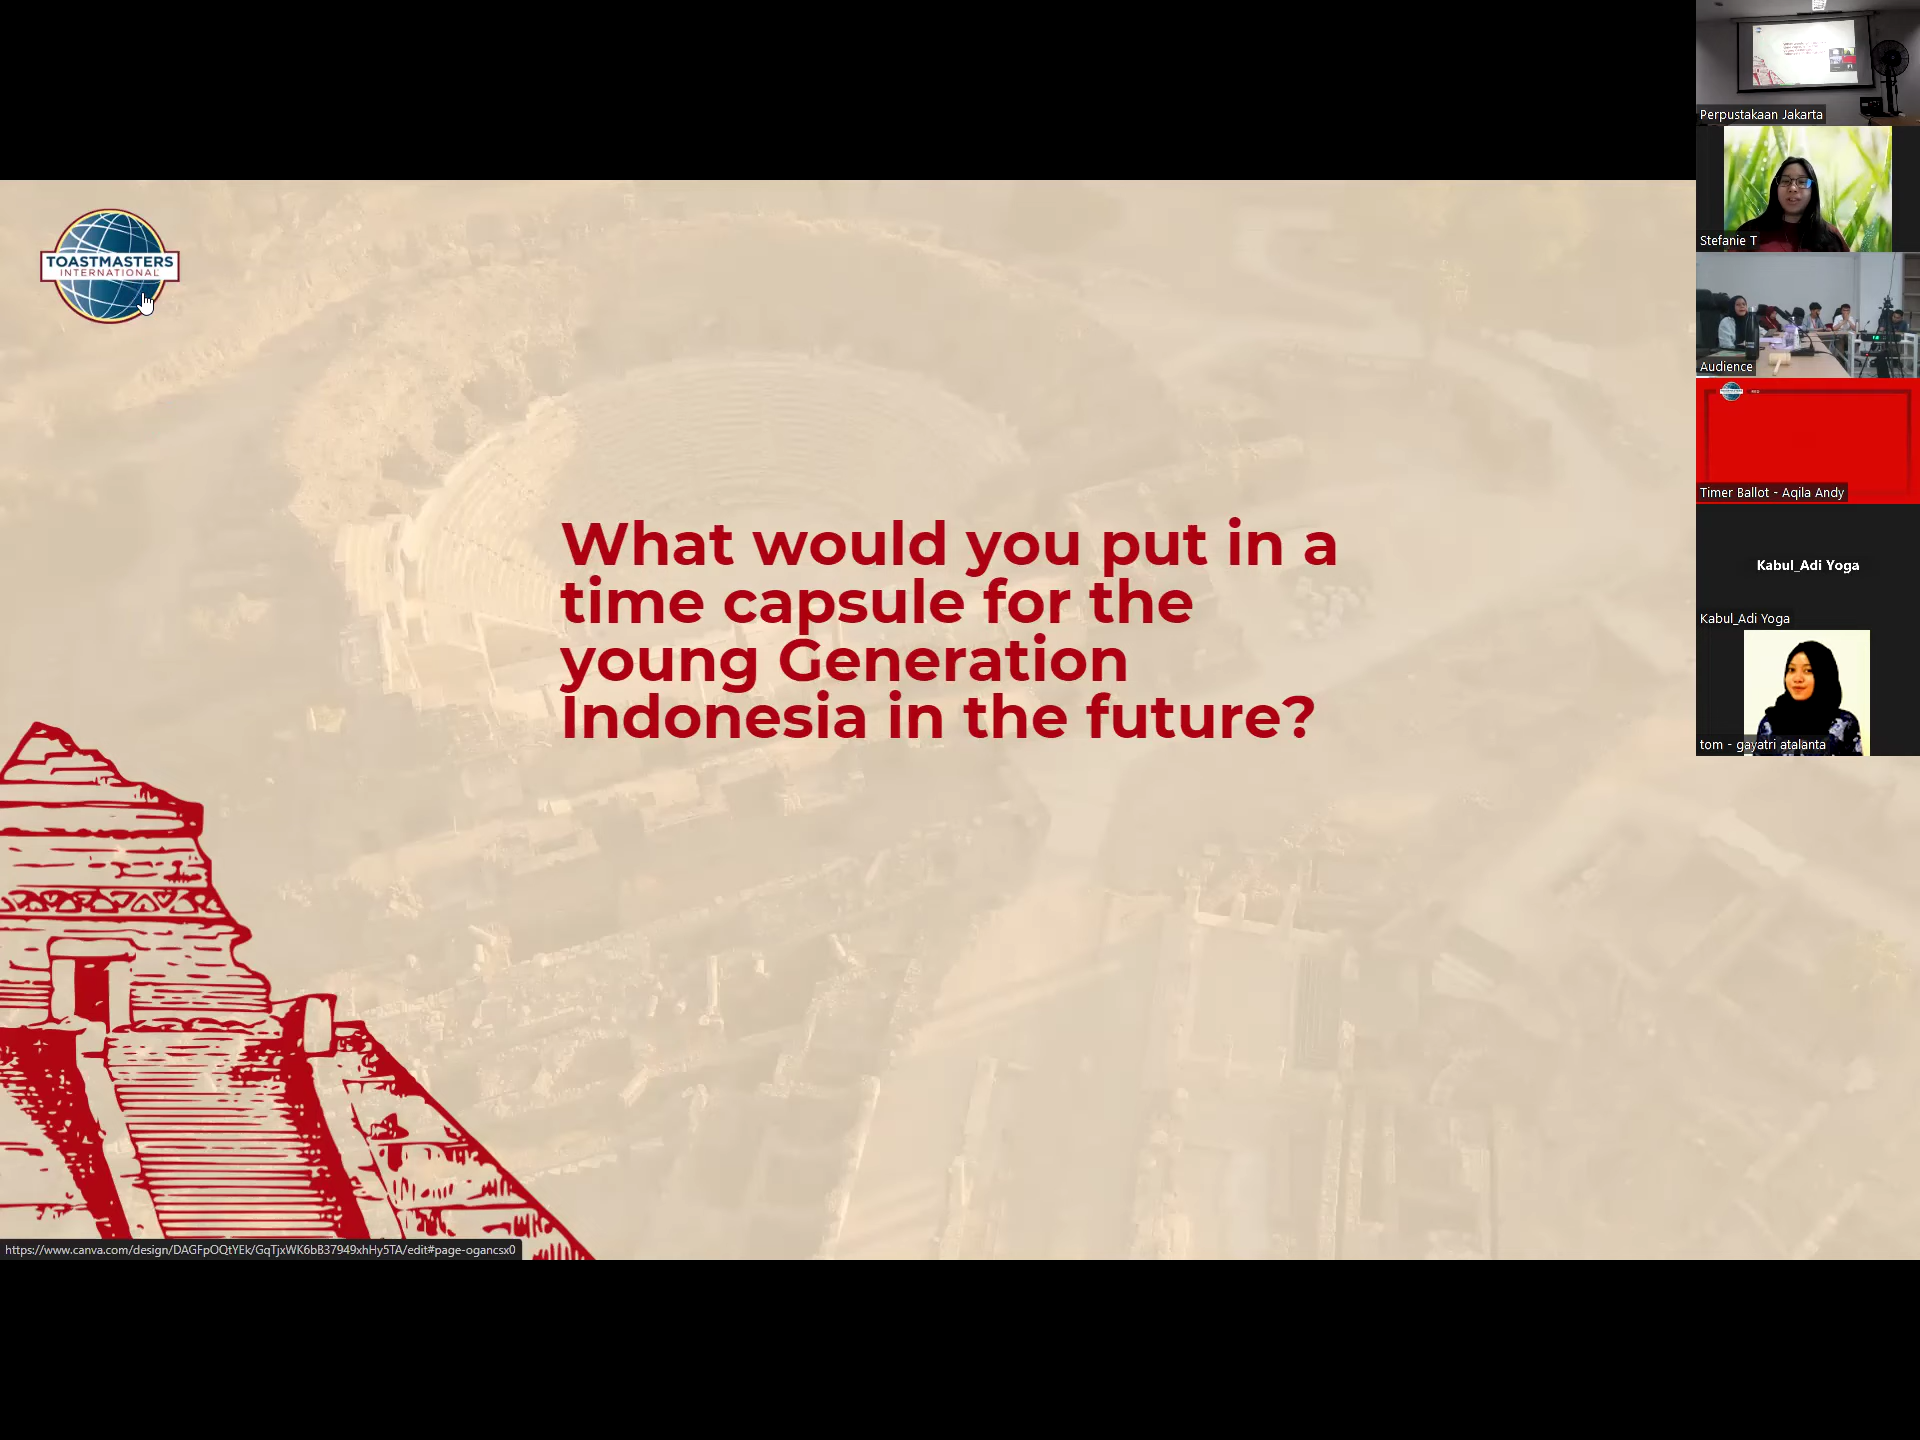 TOASTMASTERS
INTERNATIONAL
What would you put in a
time capsule for the
young Generation
Indonesia in the future?
https://www.canva.com/design/DAGFpOQtYEk/GqTjxWK6bB37949xhHy5TA/edit#page-ogancsx0
Perpustakaan Jakarta
Stefanie T
Audience
Timer Ballot - Aqila Andy
Kabul_Adi Yoga
Kabul_Adi Yoga
tom - gayatri atalanta